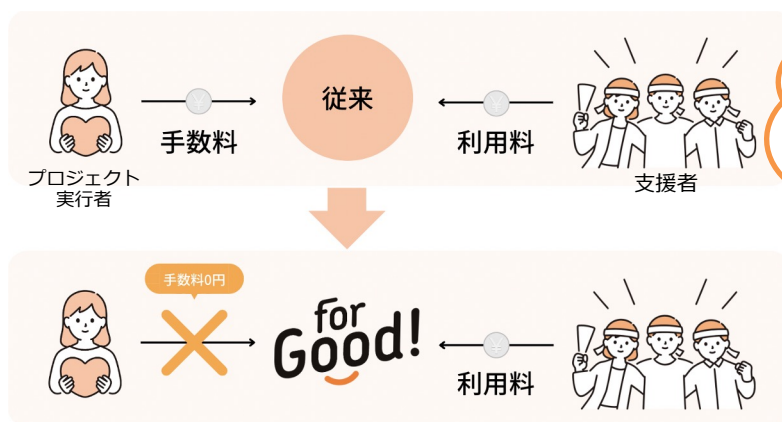 従来
手数料
利用料
プロジェクト
実行者
支援者
手数料0円
for
Good!
利用料